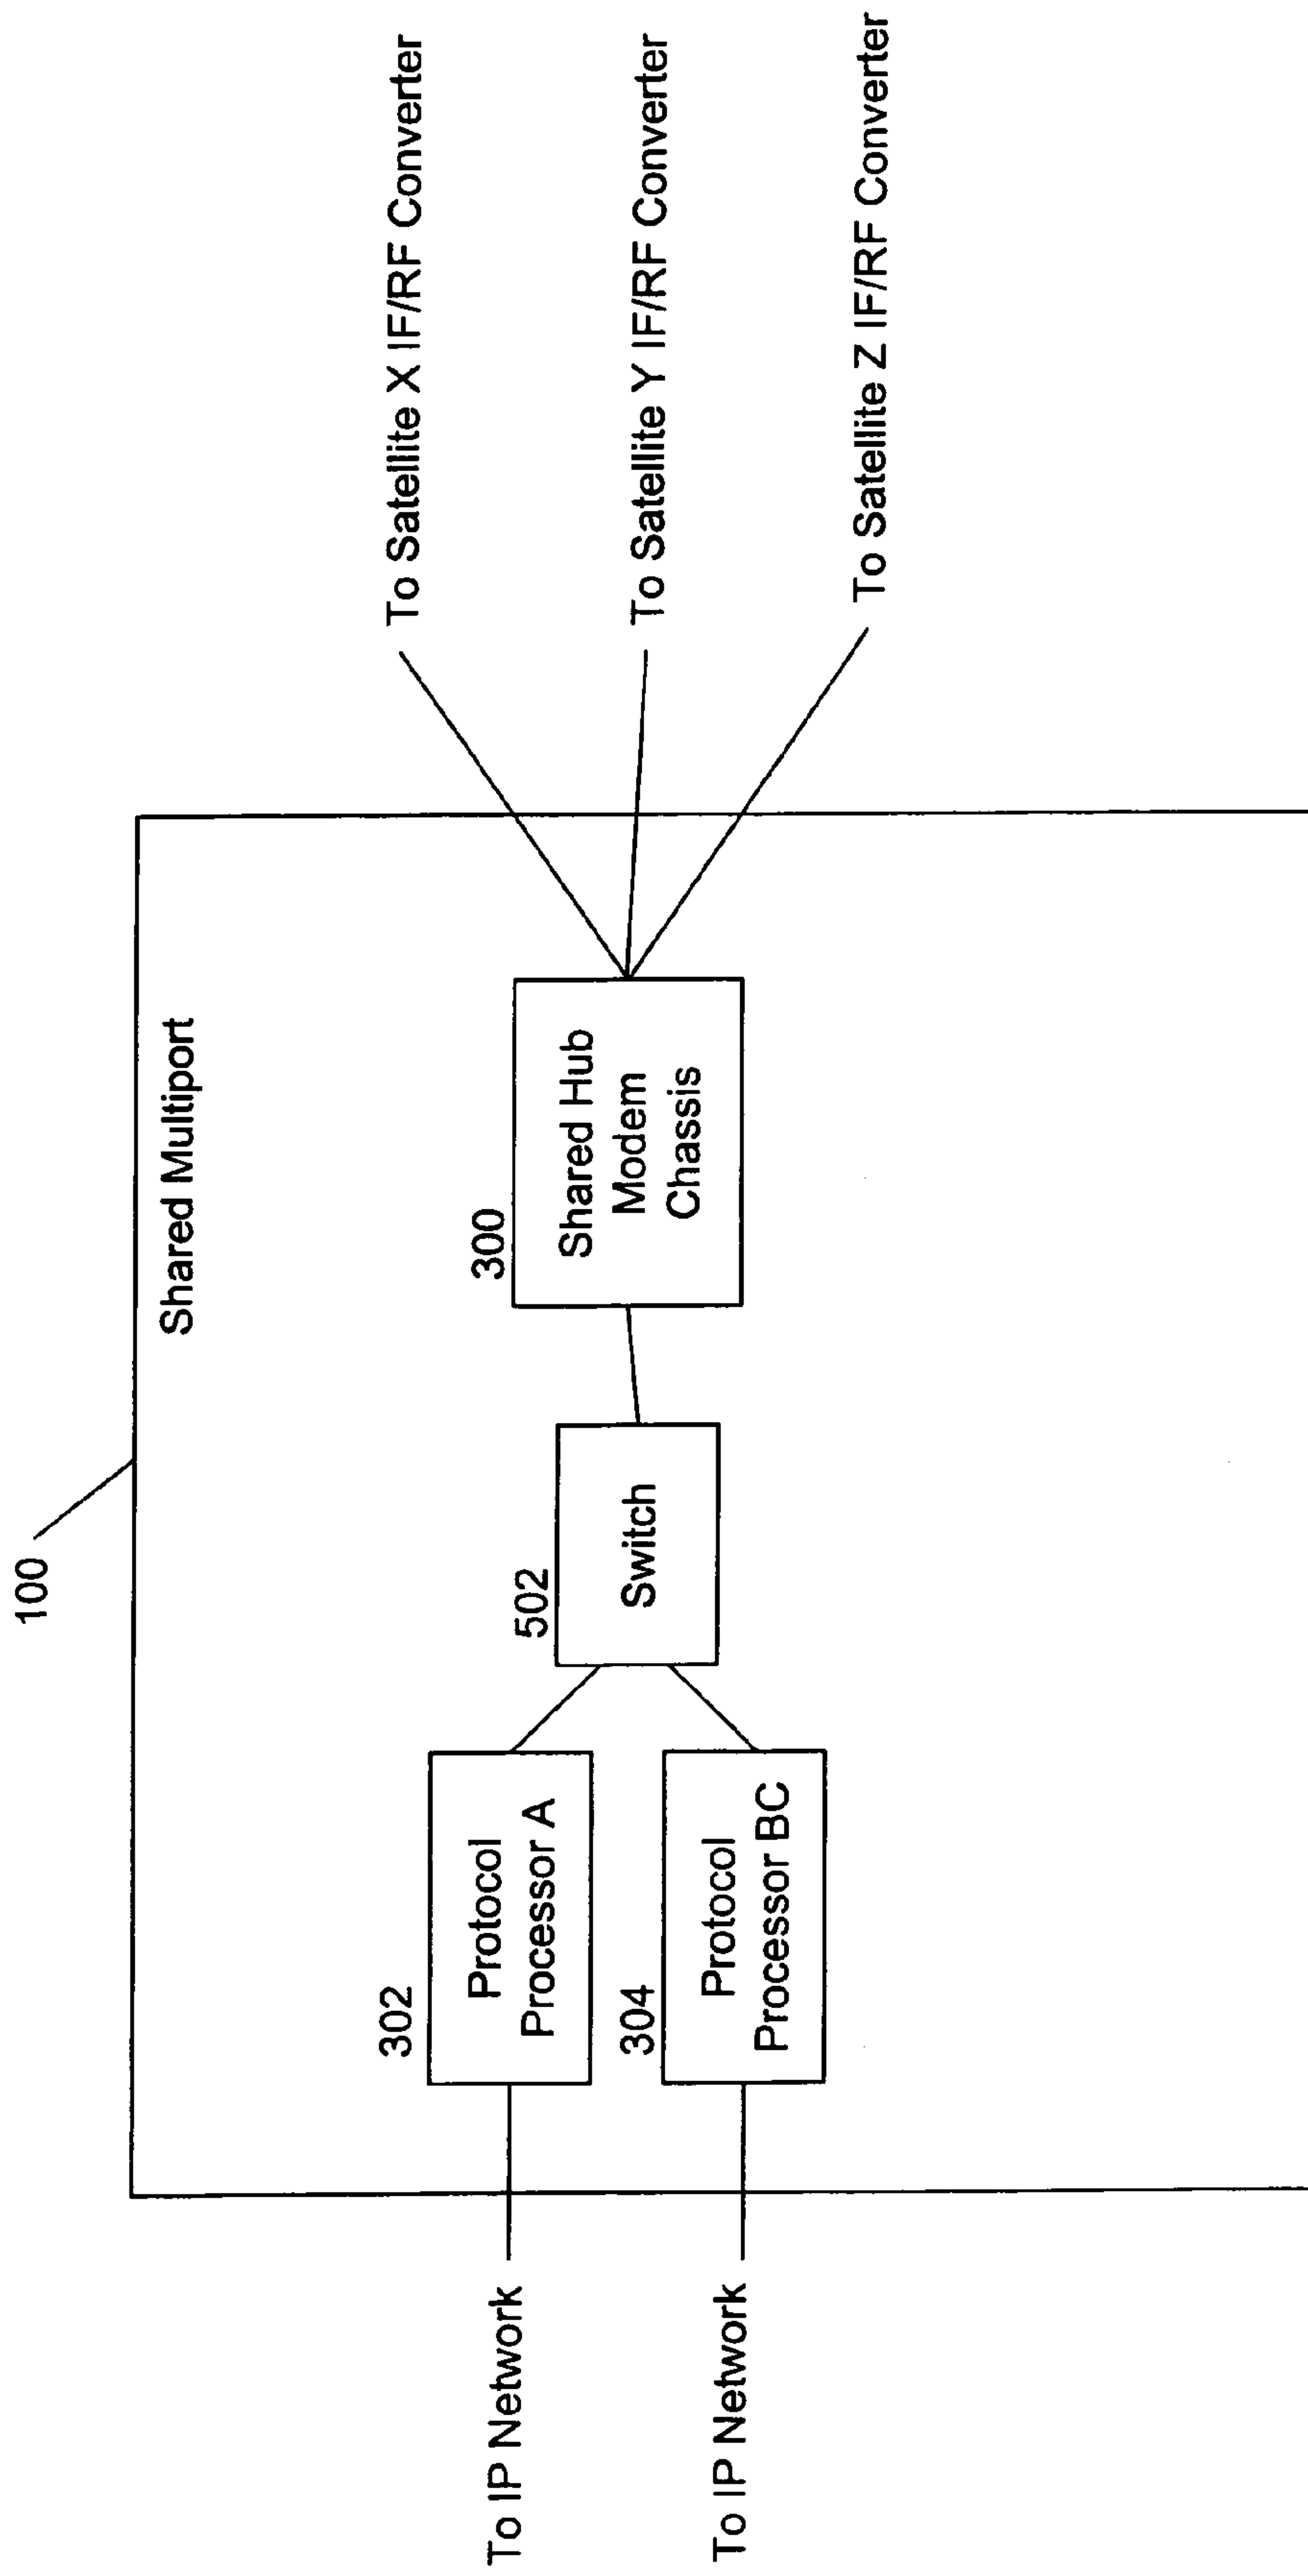 100
Shared Multiport
302
Protocol
Processor A
304
Protocol
Processor BC
502
Switch
300
Shared Hub
Modem
Chassis
To IP Network
To IP Network
To Satellite X IF/RF Converter
To Satellite Y IF/RF Converter
To Satellite Z IF/RF Converter